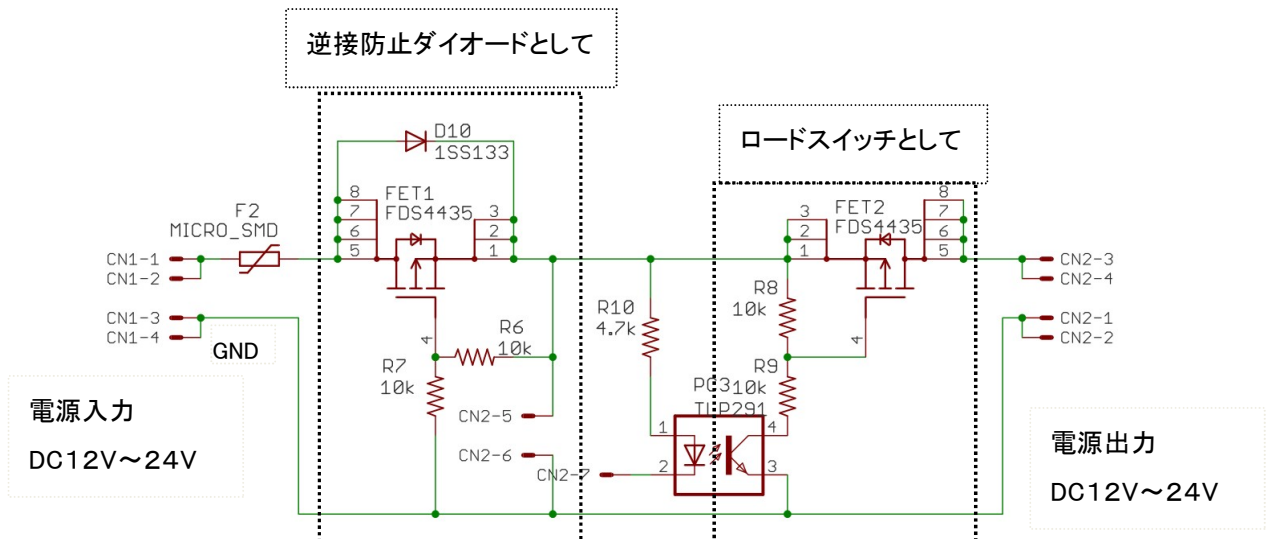 逆接防止ダイオードとして
ロードスイッチとして
D10
1SS133
8
7
6
5
FET1
FDS4435
3
2
1
4
F2
MICRO_SMD
CN1-1
CN1-2
CN1-3
CN1-4
GND
R6
10k
R7
10k
CN2-5
CN2-6
CN2-7
R10
4.7k
PC3
TLP291
1
2
4
3
R8
10k
R9
10k
3
2
1
FET2
FDS4435
8
7
6
5
4
CN2-3
CN2-4
CN2-1
CN2-2
電源入力
DC12V~24V
電源出力
DC12V~24V